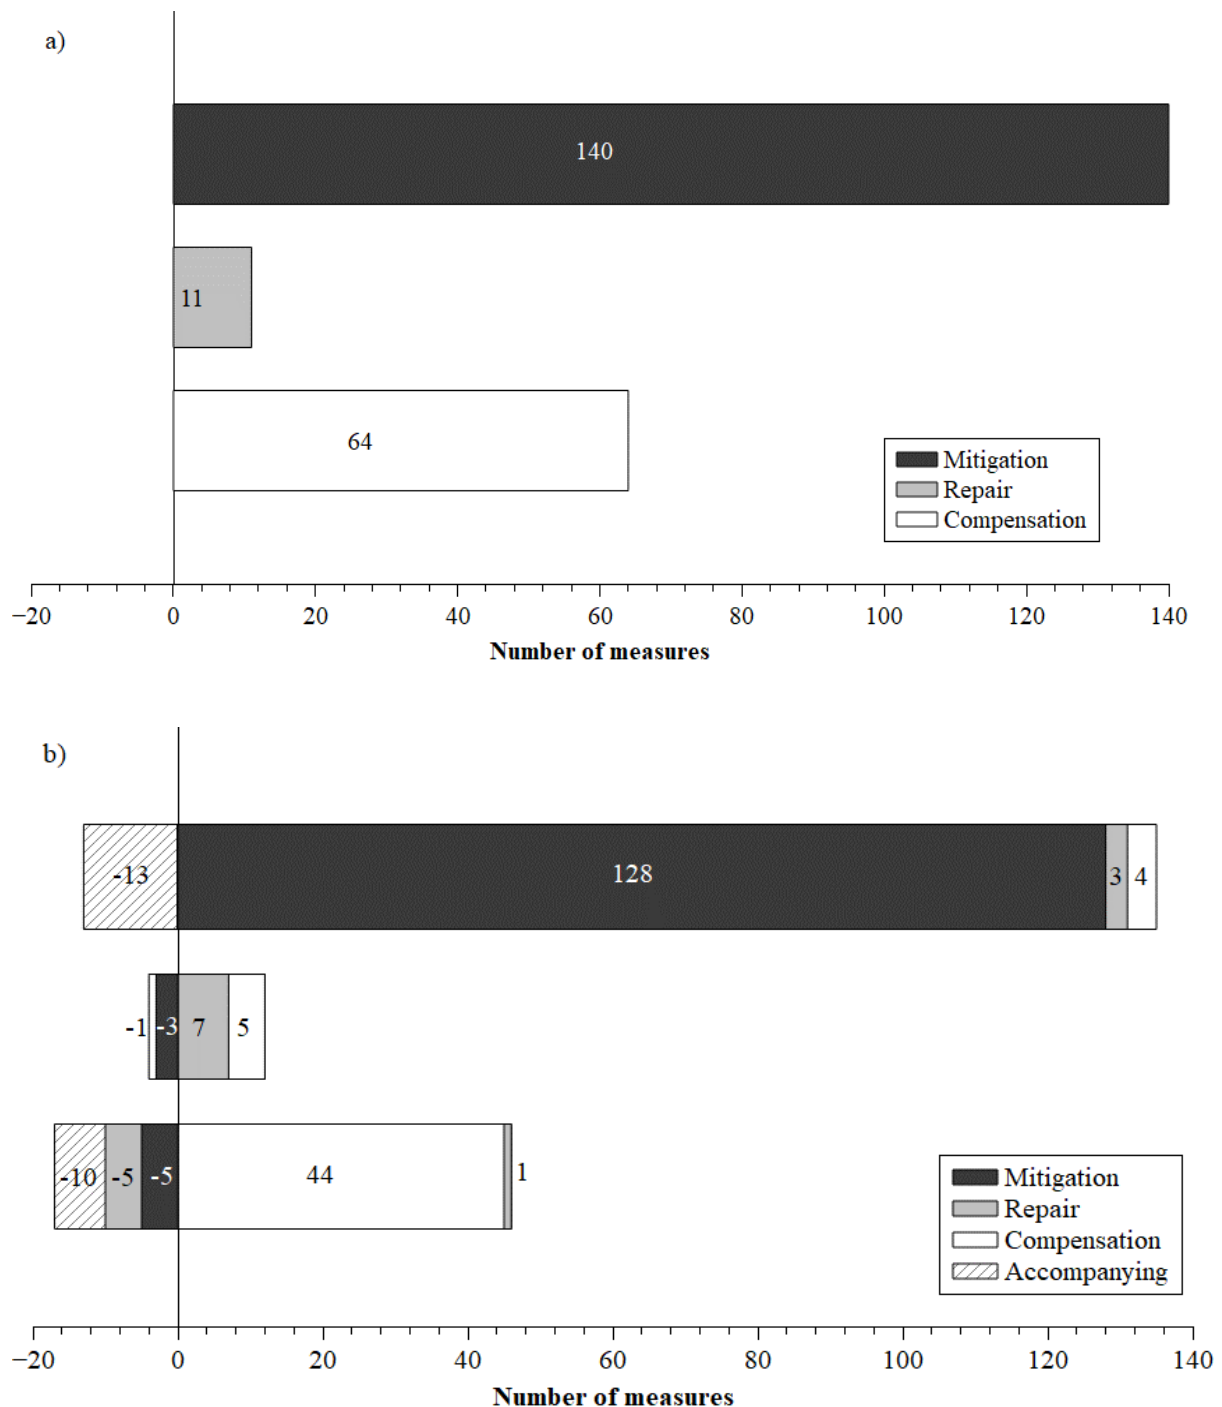 a)
140
11
64
Mitigation
Repair
Compensation
−20 0 20 40 60 80 100 120 140
Number of measures
b)
-13 128 3 4
-1 -3 7 5
-10 -5 -5 44 1
Mitigation
Repair
Compensation
Accompanying
−20 0 20 40 60 80 100 120 140
Number of measures